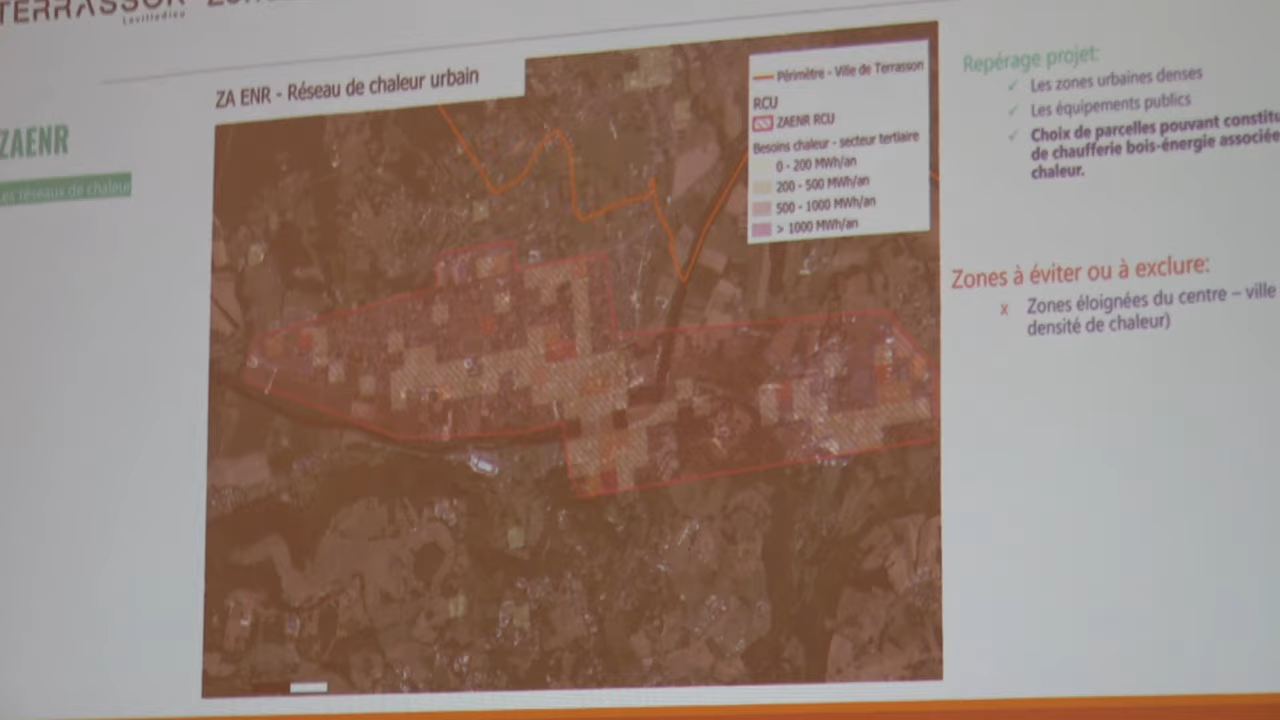 TERRASSON
Lavilledieu
ZAENR
Les réseaux de chaleur
ZA ENR - Réseau de chaleur urbain
Périmètre - Ville de Terrasson
RCU
ZAENR RCU
Besoins chaleur - secteur tertiaire
0 - 200 MWh/an
200 - 500 MWh/an
500 - 1000 MWh/an
> 1000 MWh/an
Repérage projet:
✓ Les zones urbaines denses
✓ Les équipements publics
✓ Choix de parcelles pouvant
de chaufferie bois-énergie
chaleur.
Zones à éviter ou à exclure:
x Zones éloignées du centre – ville
densité de chaleur)